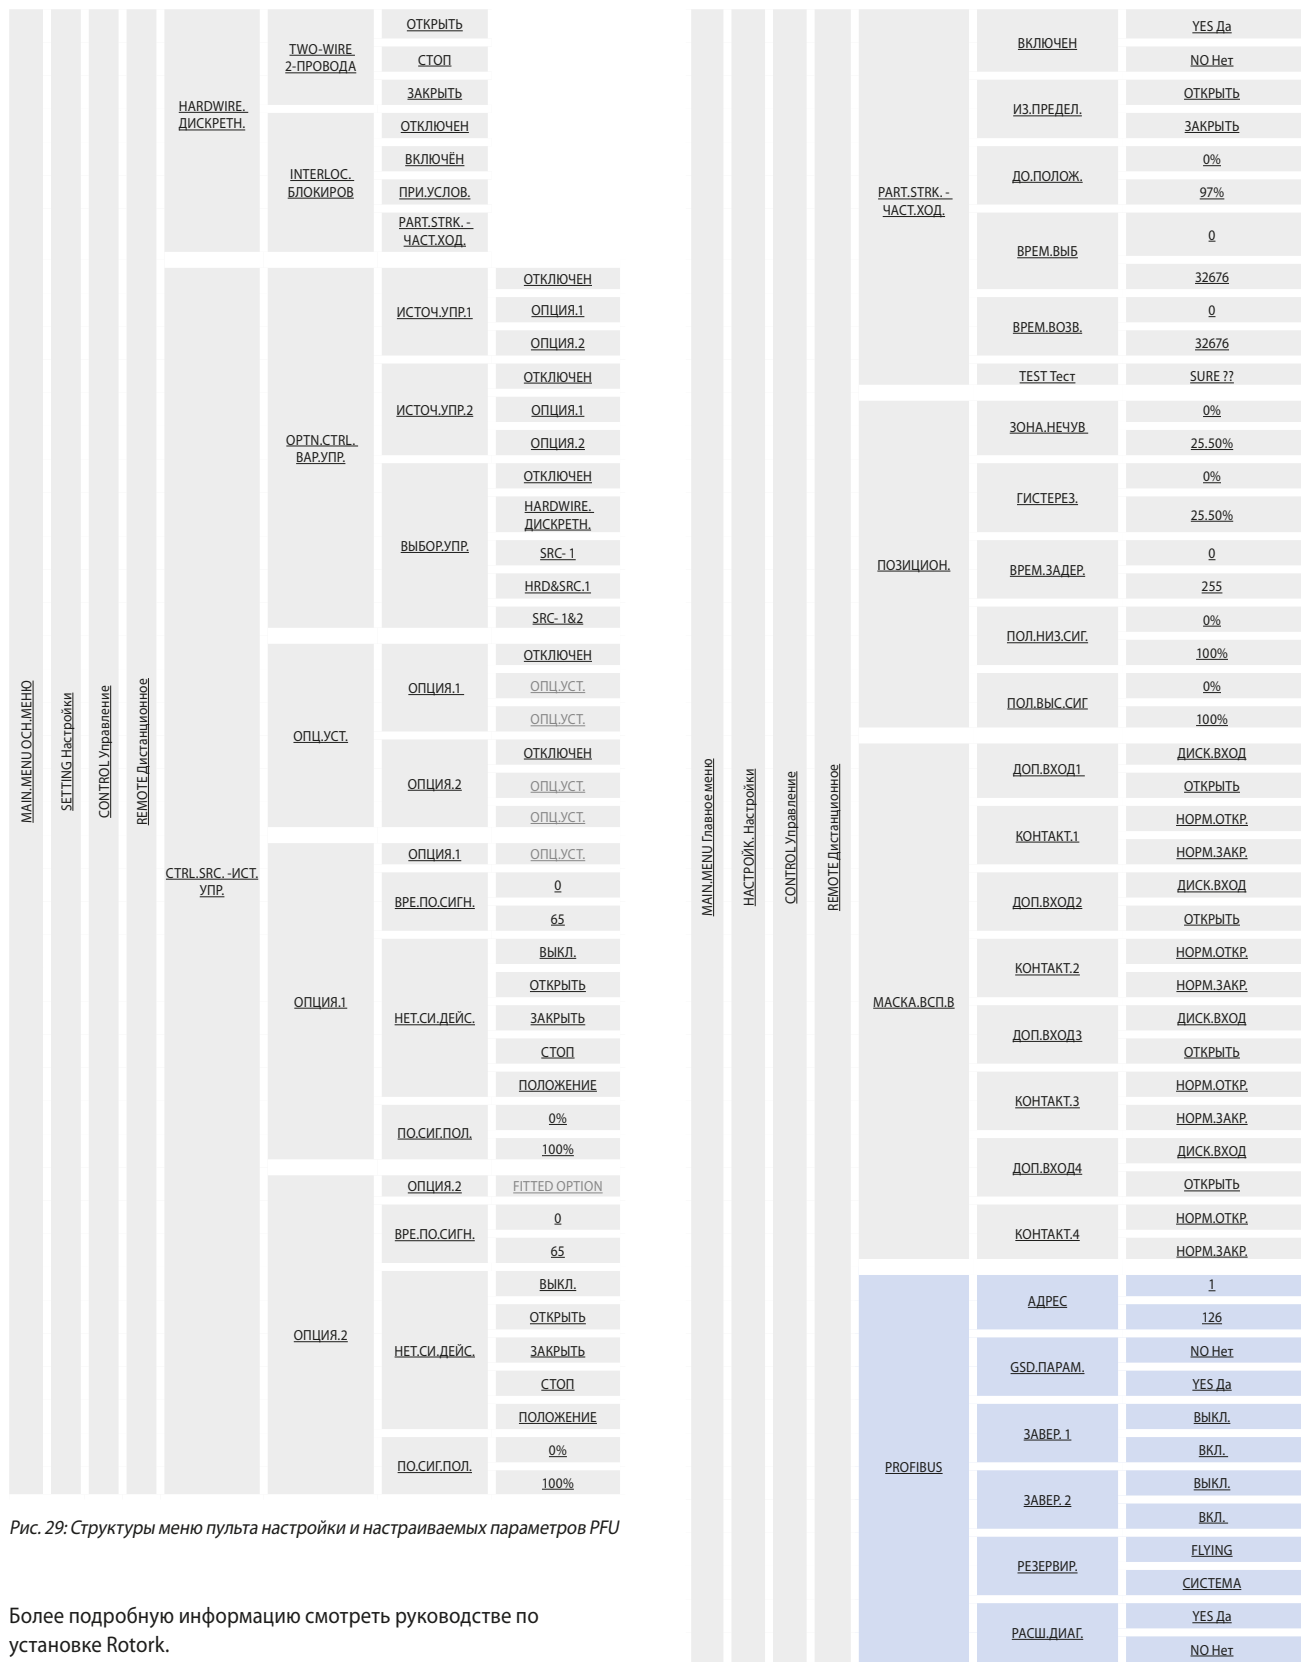 MAIN.MENU ОСН.МЕНЮ
SETTING Настройки
CONTROL Управление
REMOTE Дистанционное
HARDWIRE.
ДИСКРЕТН.
TWO-WIRE
2-ПРОВОДА
ОТКРЫТЬ
СТОП
ЗАКРЫТЬ
INTERLOC.
БЛОКИРОВ
ОТКЛЮЧЕН
ВКЛЮЧЁН
ПРИ.УСЛОВ.
PART.STRK. -
ЧАСТ.ХОД.
CTRL.SRC. -ИСТ.
УПР.
OPTN.CTRL.
ВАР.УПР.
ИСТОЧ.УПР.1
ОТКЛЮЧЕН
ОПЦИЯ.1
ОПЦИЯ.2
ИСТОЧ.УПР.2
ОТКЛЮЧЕН
ОПЦИЯ.1
ОПЦИЯ.2
ВЫБОР.УПР.
ОТКЛЮЧЕН
HARDWIRE.
ДИСКРЕТН.
SRC- 1
HRD&SRC.1
SRC- 1&2
ОПЦ.УСТ.
ОПЦИЯ.1
ОТКЛЮЧЕН
ОПЦ.УСТ.
ОПЦ.УСТ.
ОПЦИЯ.2
ОТКЛЮЧЕН
ОПЦ.УСТ.
ОПЦ.УСТ.
ОПЦИЯ.1
ОПЦИЯ.1
ОПЦ.УСТ.
ВРЕ.ПО.СИГН.
0
65
НЕТ.СИ.ДЕЙС.
ВЫКЛ.
ОТКРЫТЬ
ЗАКРЫТЬ
СТОП
ПОЛОЖЕНИЕ
ПО.СИГ.ПОЛ.
0%
100%
ОПЦИЯ.2
ОПЦИЯ.2
FITTED OPTION
ВРЕ.ПО.СИГН.
0
65
НЕТ.СИ.ДЕЙС.
ВЫКЛ.
ОТКРЫТЬ
ЗАКРЫТЬ
СТОП
ПОЛОЖЕНИЕ
ПО.СИГ.ПОЛ.
0%
100%
Рис. 29: Структуры меню пульта настройки и настраиваемых параметров PFU
Более подробную информацию смотреть руководстве по
установке Rotork.
MAIN.MENU Главное меню
НАСТРОЙК. Настройки
CONTROL Управление
REMOTE Дистанционное
PART.STRK. -
ЧАСТ.ХОД.
ВКЛЮЧЕН
YES Да
NO Нет
ИЗ.ПРЕДЕЛ.
ОТКРЫТЬ
ЗАКРЫТЬ
ДО.ПОЛОЖ.
0%
97%
ВРЕМ.ВЫБ
0
32676
ВРЕМ.ВОЗВ.
0
32676
TEST Тест
SURE ??
ПОЗИЦИОН.
ЗОНА.НЕЧУВ
0%
25.50%
ГИСТЕРЕЗ.
0%
25.50%
ВРЕМ.ЗАДЕР.
0
255
ПОЛ.НИЗ.СИГ.
0%
100%
ПОЛ.ВЫС.СИГ
0%
100%
МАСКА.ВСП.В
ДОП.ВХОД1
ДИСК.ВХОД
ОТКРЫТЬ
КОНТАКТ.1
НОРМ.ОТКР.
НОРМ.ЗАКР.
ДОП.ВХОД2
ДИСК.ВХОД
ОТКРЫТЬ
КОНТАКТ.2
НОРМ.ОТКР.
НОРМ.ЗАКР.
ДОП.ВХОД3
ДИСК.ВХОД
ОТКРЫТЬ
КОНТАКТ.3
НОРМ.ОТКР.
НОРМ.ЗАКР.
ДОП.ВХОД4
ДИСК.ВХОД
ОТКРЫТЬ
КОНТАКТ.4
НОРМ.ОТКР.
НОРМ.ЗАКР.
PROFIBUS
АДРЕС
1
126
GSD.ПАРАМ.
NO Нет
YES Да
ЗАВЕР. 1
ВЫКЛ.
ВКЛ.
ЗАВЕР. 2
ВЫКЛ.
ВКЛ.
РЕЗЕРВИР.
FLYING
СИСТЕМА
РАСШ.ДИАГ.
YES Да
NO Нет